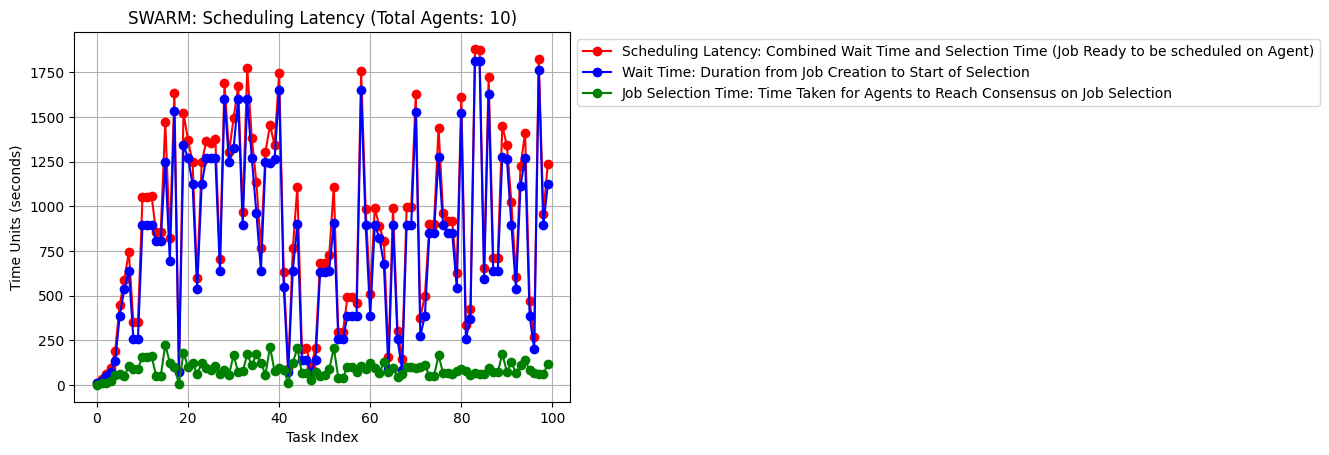 SWARM: Scheduling Latency (Total Agents: 10)
Scheduling Latency: Combined Wait Time and Selection Time (Job Ready to be scheduled on Agent)
Wait Time: Duration from Job Creation to Start of Selection
Job Selection Time: Time Taken for Agents to Reach Consensus on Job Selection
Time Units (seconds)
1750
1500
1250
1000
750
500
250
0
0 20 40 60 80 100
Task Index